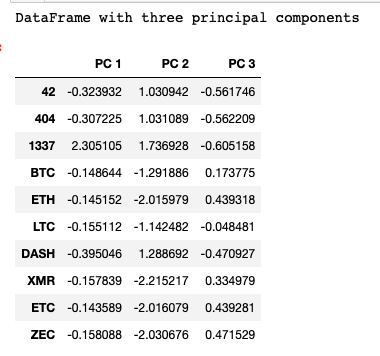 DataFrame with three principal components
PC 1 PC 2 PC 3
42 -0.323932 1.030942 -0.561746
404 -0.307225 1.031089 -0.562209
1337 2.305105 1.736928 -0.605158
BTC -0.148644 -1.291886 0.173775
ETH -0.145152 -2.015979 0.439318
LTC -0.155112 -1.142482 -0.048481
DASH -0.395046 1.288692 -0.470927
XMR -0.157839 -2.215217 0.334979
ETC -0.143589 -2.016079 0.439281
ZEC -0.158088 -2.030676 0.471529